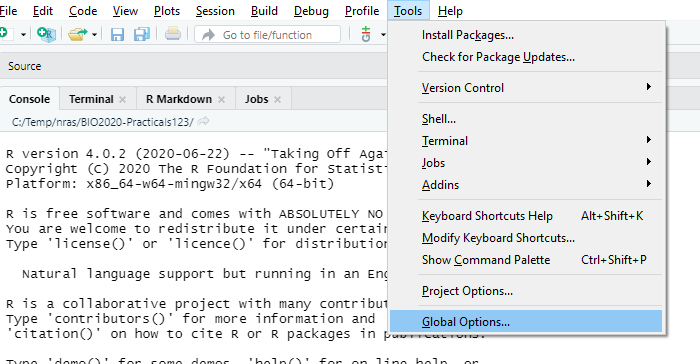 File Edit Code View Plots Session Build Debug Profile Tools Help
Go to file/function
Source
Console Terminal R Markdown Jobs
C:/Temp/nras/BIO2020-Practicals123/
R version 4.0.2 (2020-06-22) -- "Taking Off
Copyright (C) 2020 The R Foundation for
Platform: x86_64-w64-mingw32/x64 (64-bit)
R is free software and comes with ABSOLUTELY NO
You are welcome to redistribute it under
Type 'license()' or 'licence()' for
Natural language support but running in an
R is a collaborative project with many
Type 'contributors()' for more information and
'citation()' on how to cite R or R packages in publications.
Type 'demo()' for some demos, 'help()' for on-line help, or
Install Packages...
Check for Package Updates...
Version Control
Shell...
Terminal
Jobs
Addins
Keyboard Shortcuts Help Alt+Shift+K
Modify Keyboard Shortcuts...
Show Command Palette Ctrl+Shift+P
Project Options...
Global Options...